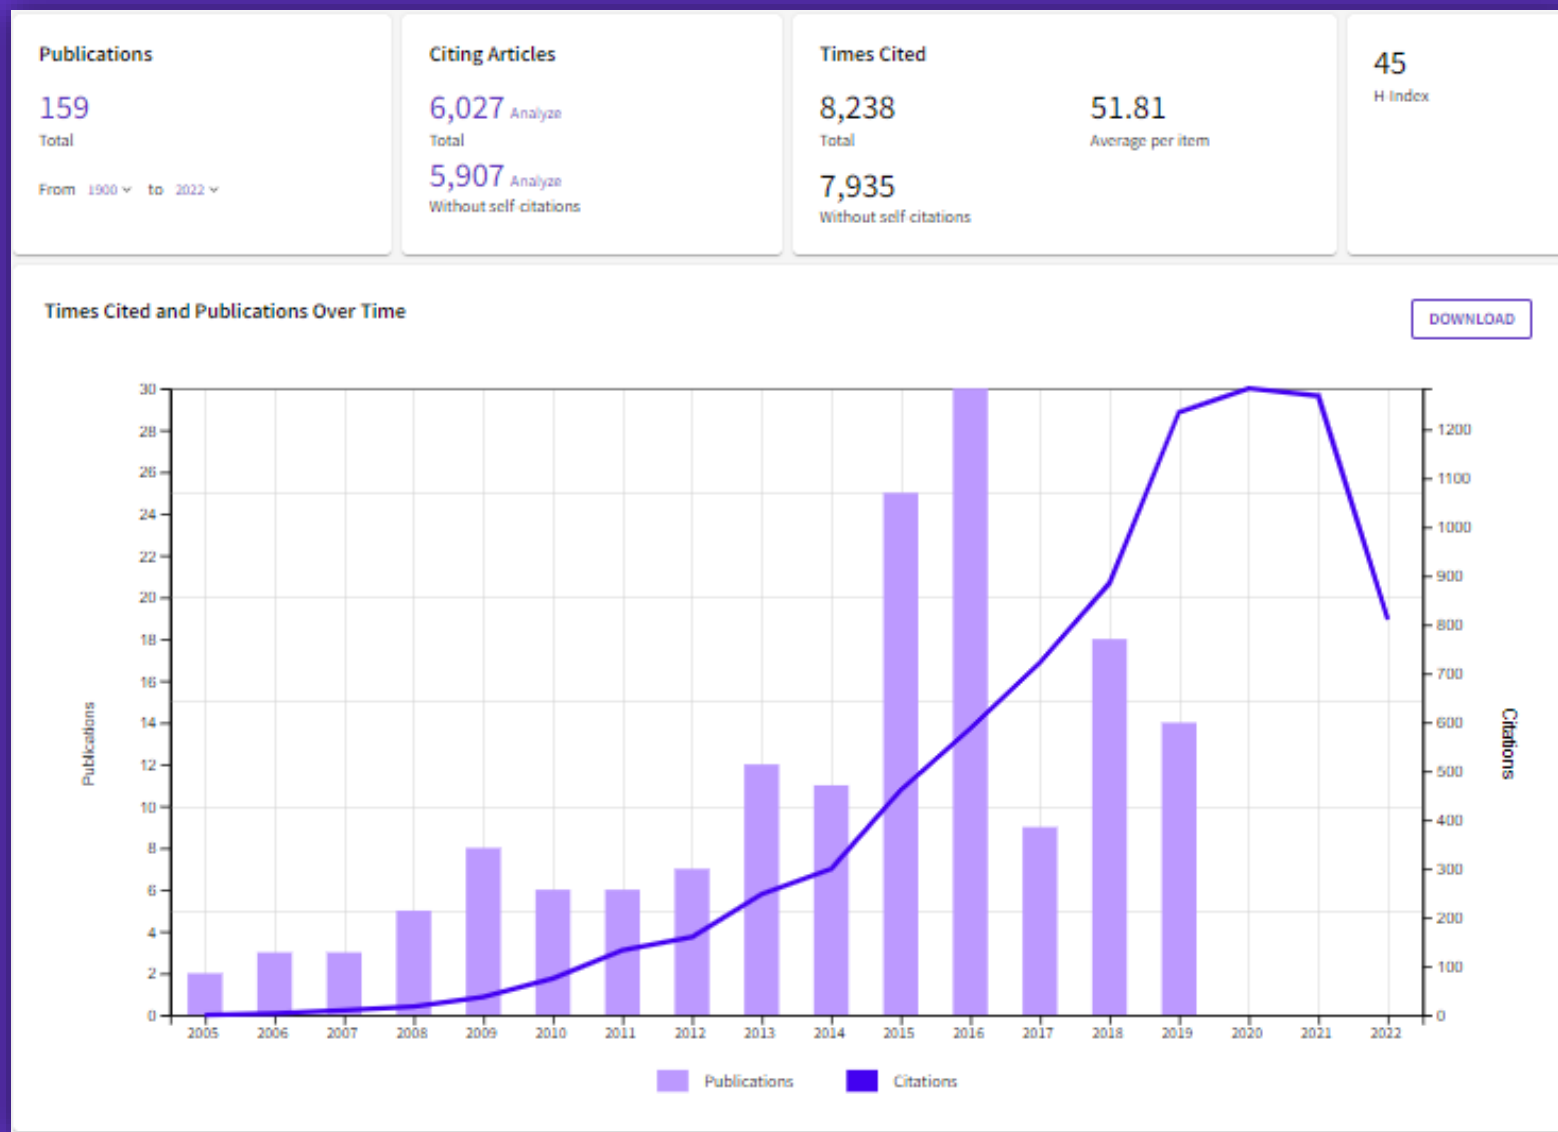 Publications
159
Total
From 1900 to 2022
Citing Articles
6,027 Analyze
Total
5,907 Analyze
Without self-citations
Times Cited
8,238
Total
7,935
Without self-citations
51.81
Average per item
45
H-Index
Times Cited and Publications Over Time
DOWNLOAD
Publications
30
28
26
24
22
20
18
16
14
12
10
8
6
4
2
0
1200
1100
1000
900
800
700
600
500
400
300
200
100
0
Citations
2005 2006 2007 2008 2009 2010 2011 2012 2013 2014 2015 2016 2017 2018 2019 2020 2021 2022
Publications Citations